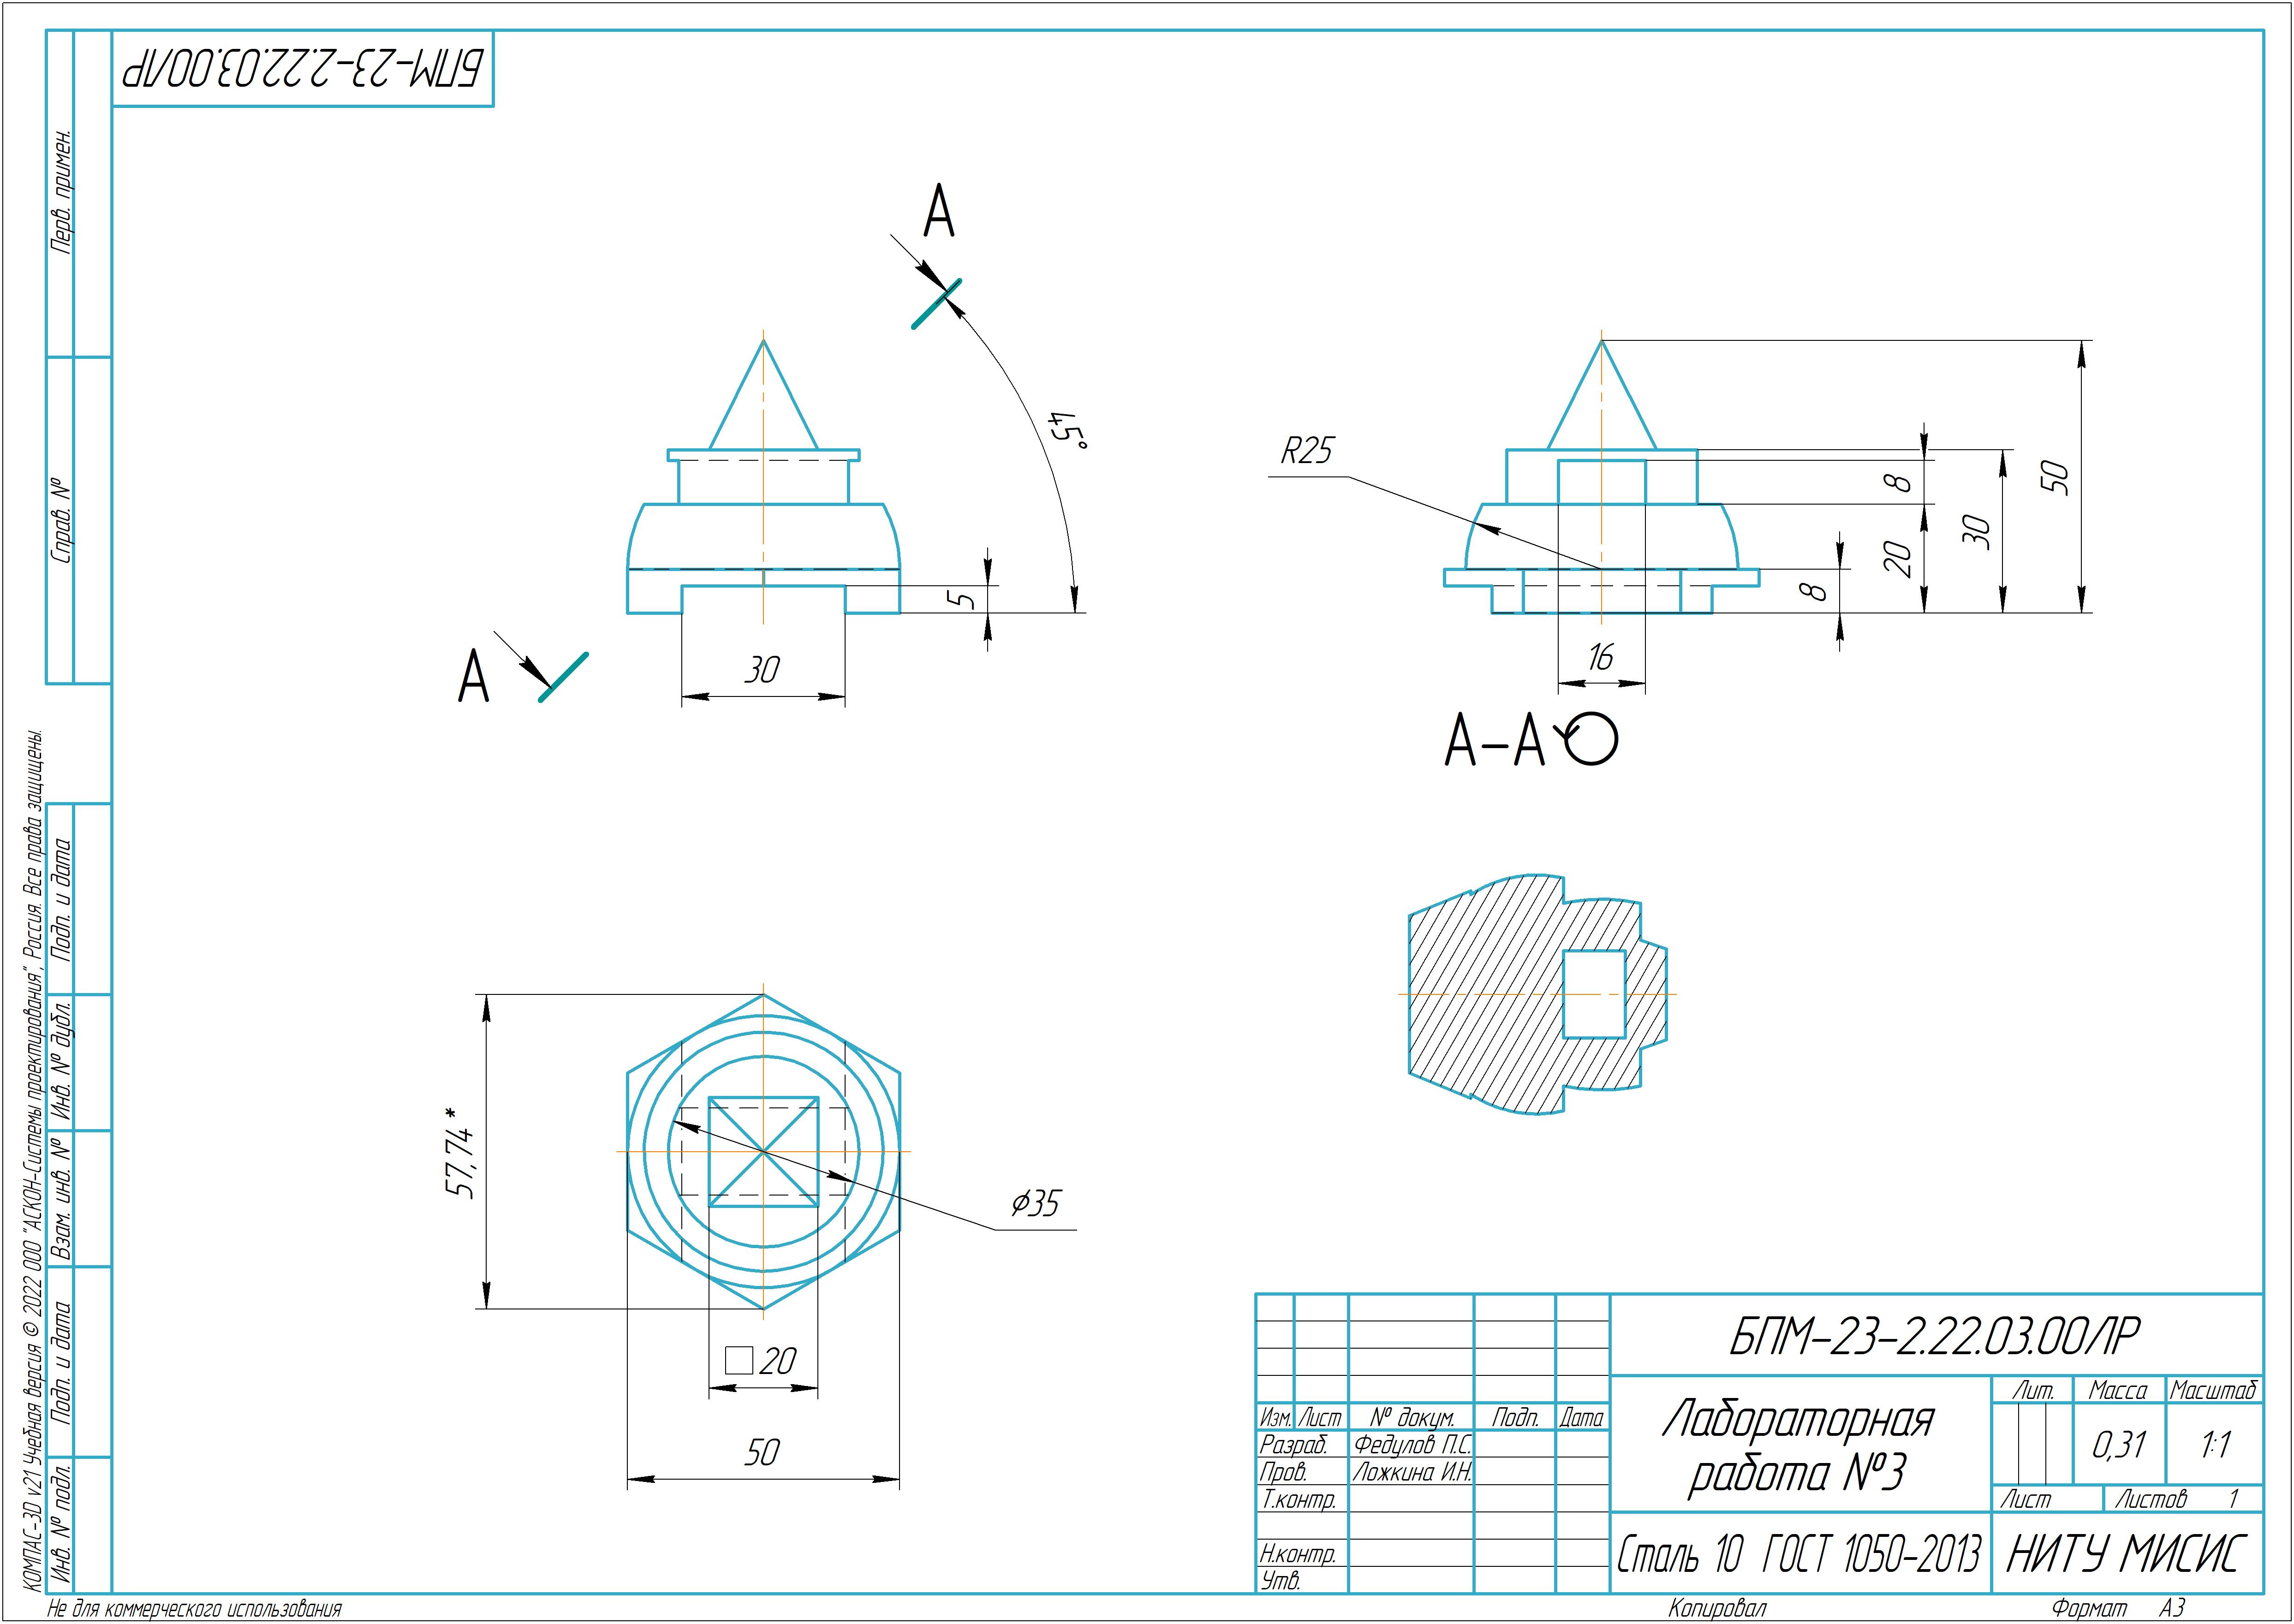 БПМ-23-2.22.03.00ЛР
Перв. примен.
Справ. №
Подп. и дата
Инв. № дубл.
Взам. инв. №
Подп. и дата
Инв. № подл.
КОМПАС-3D v21 Учебная версия © 2022 ООО "АСКОН-Системы проектирования", Россия. Все права защищены.
А
45°
А
5
30
R25
8
20
8
30
50
16
А-А
57,74*
⌀35
□20
50
БПМ-23-2.22.03.00ЛР
Лит. Масса Масштаб
Лабораторная
работа №3
0,31 1:1
Изм. Лист № докум. Подп. Дата
Разраб. Федулов П.С.
Пров. Ложкина И.Н.
Т.контр.
Лист Листов 1
Н.контр.
Утв.
Сталь 10 ГОСТ 1050-2013
НИТУ МИСИС
Не для коммерческого использования
Копировал
Формат А3